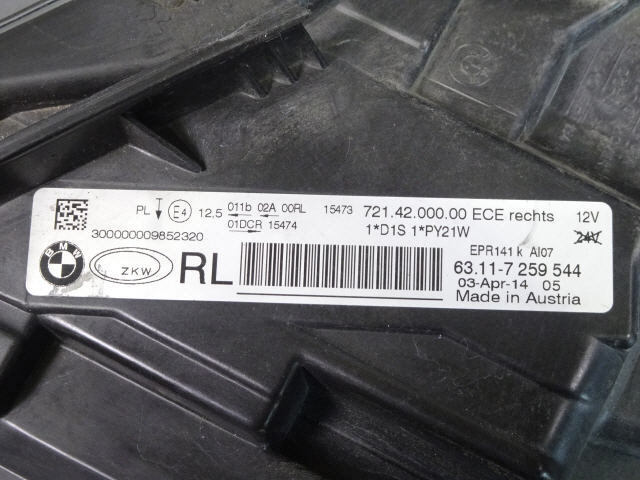 PL E4 12.5 011b 02A 00RL 15473 721.42.000.00 ECE rechts 12V
01DCR 15474 1*D1S 1*PY21W 24V
300000009852320
EPR141 k AI07
BMW ZKW RL 63.11-7 259 544
03-Apr-14 05
Made in Austria